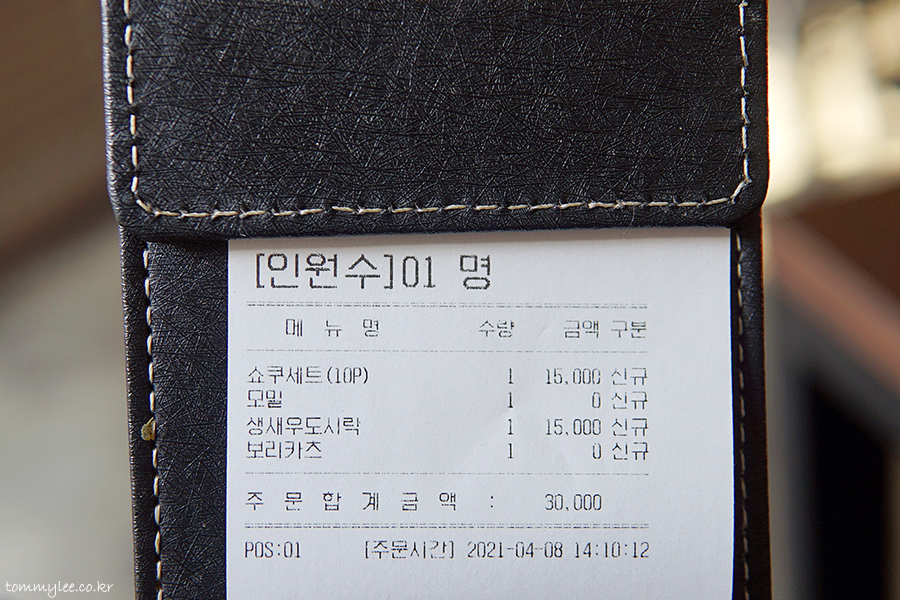 [인원수]01 명
메 뉴 명 수량 금액 구분
쇼쿠세트(10P) 1 15,000 신규
모밀 1 0 신규
생새우도시락 1 15,000 신규
보리카츠 1 0 신규
주 문 합 계 금 액 : 30,000
POS:01 [주문시간] 2021-04-08 14:10:12
tommylee.co.kr